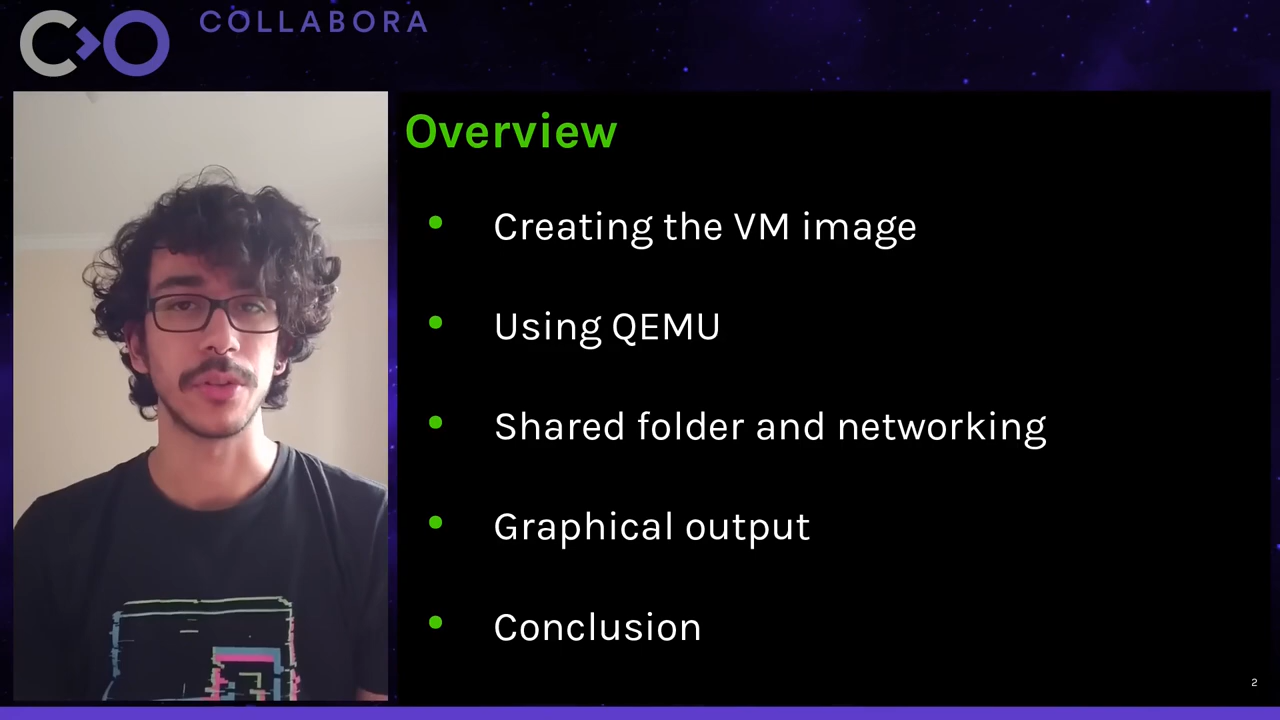 COLLABORA
Overview
Creating the VM image
Using QEMU
Shared folder and networking
Graphical output
Conclusion
2